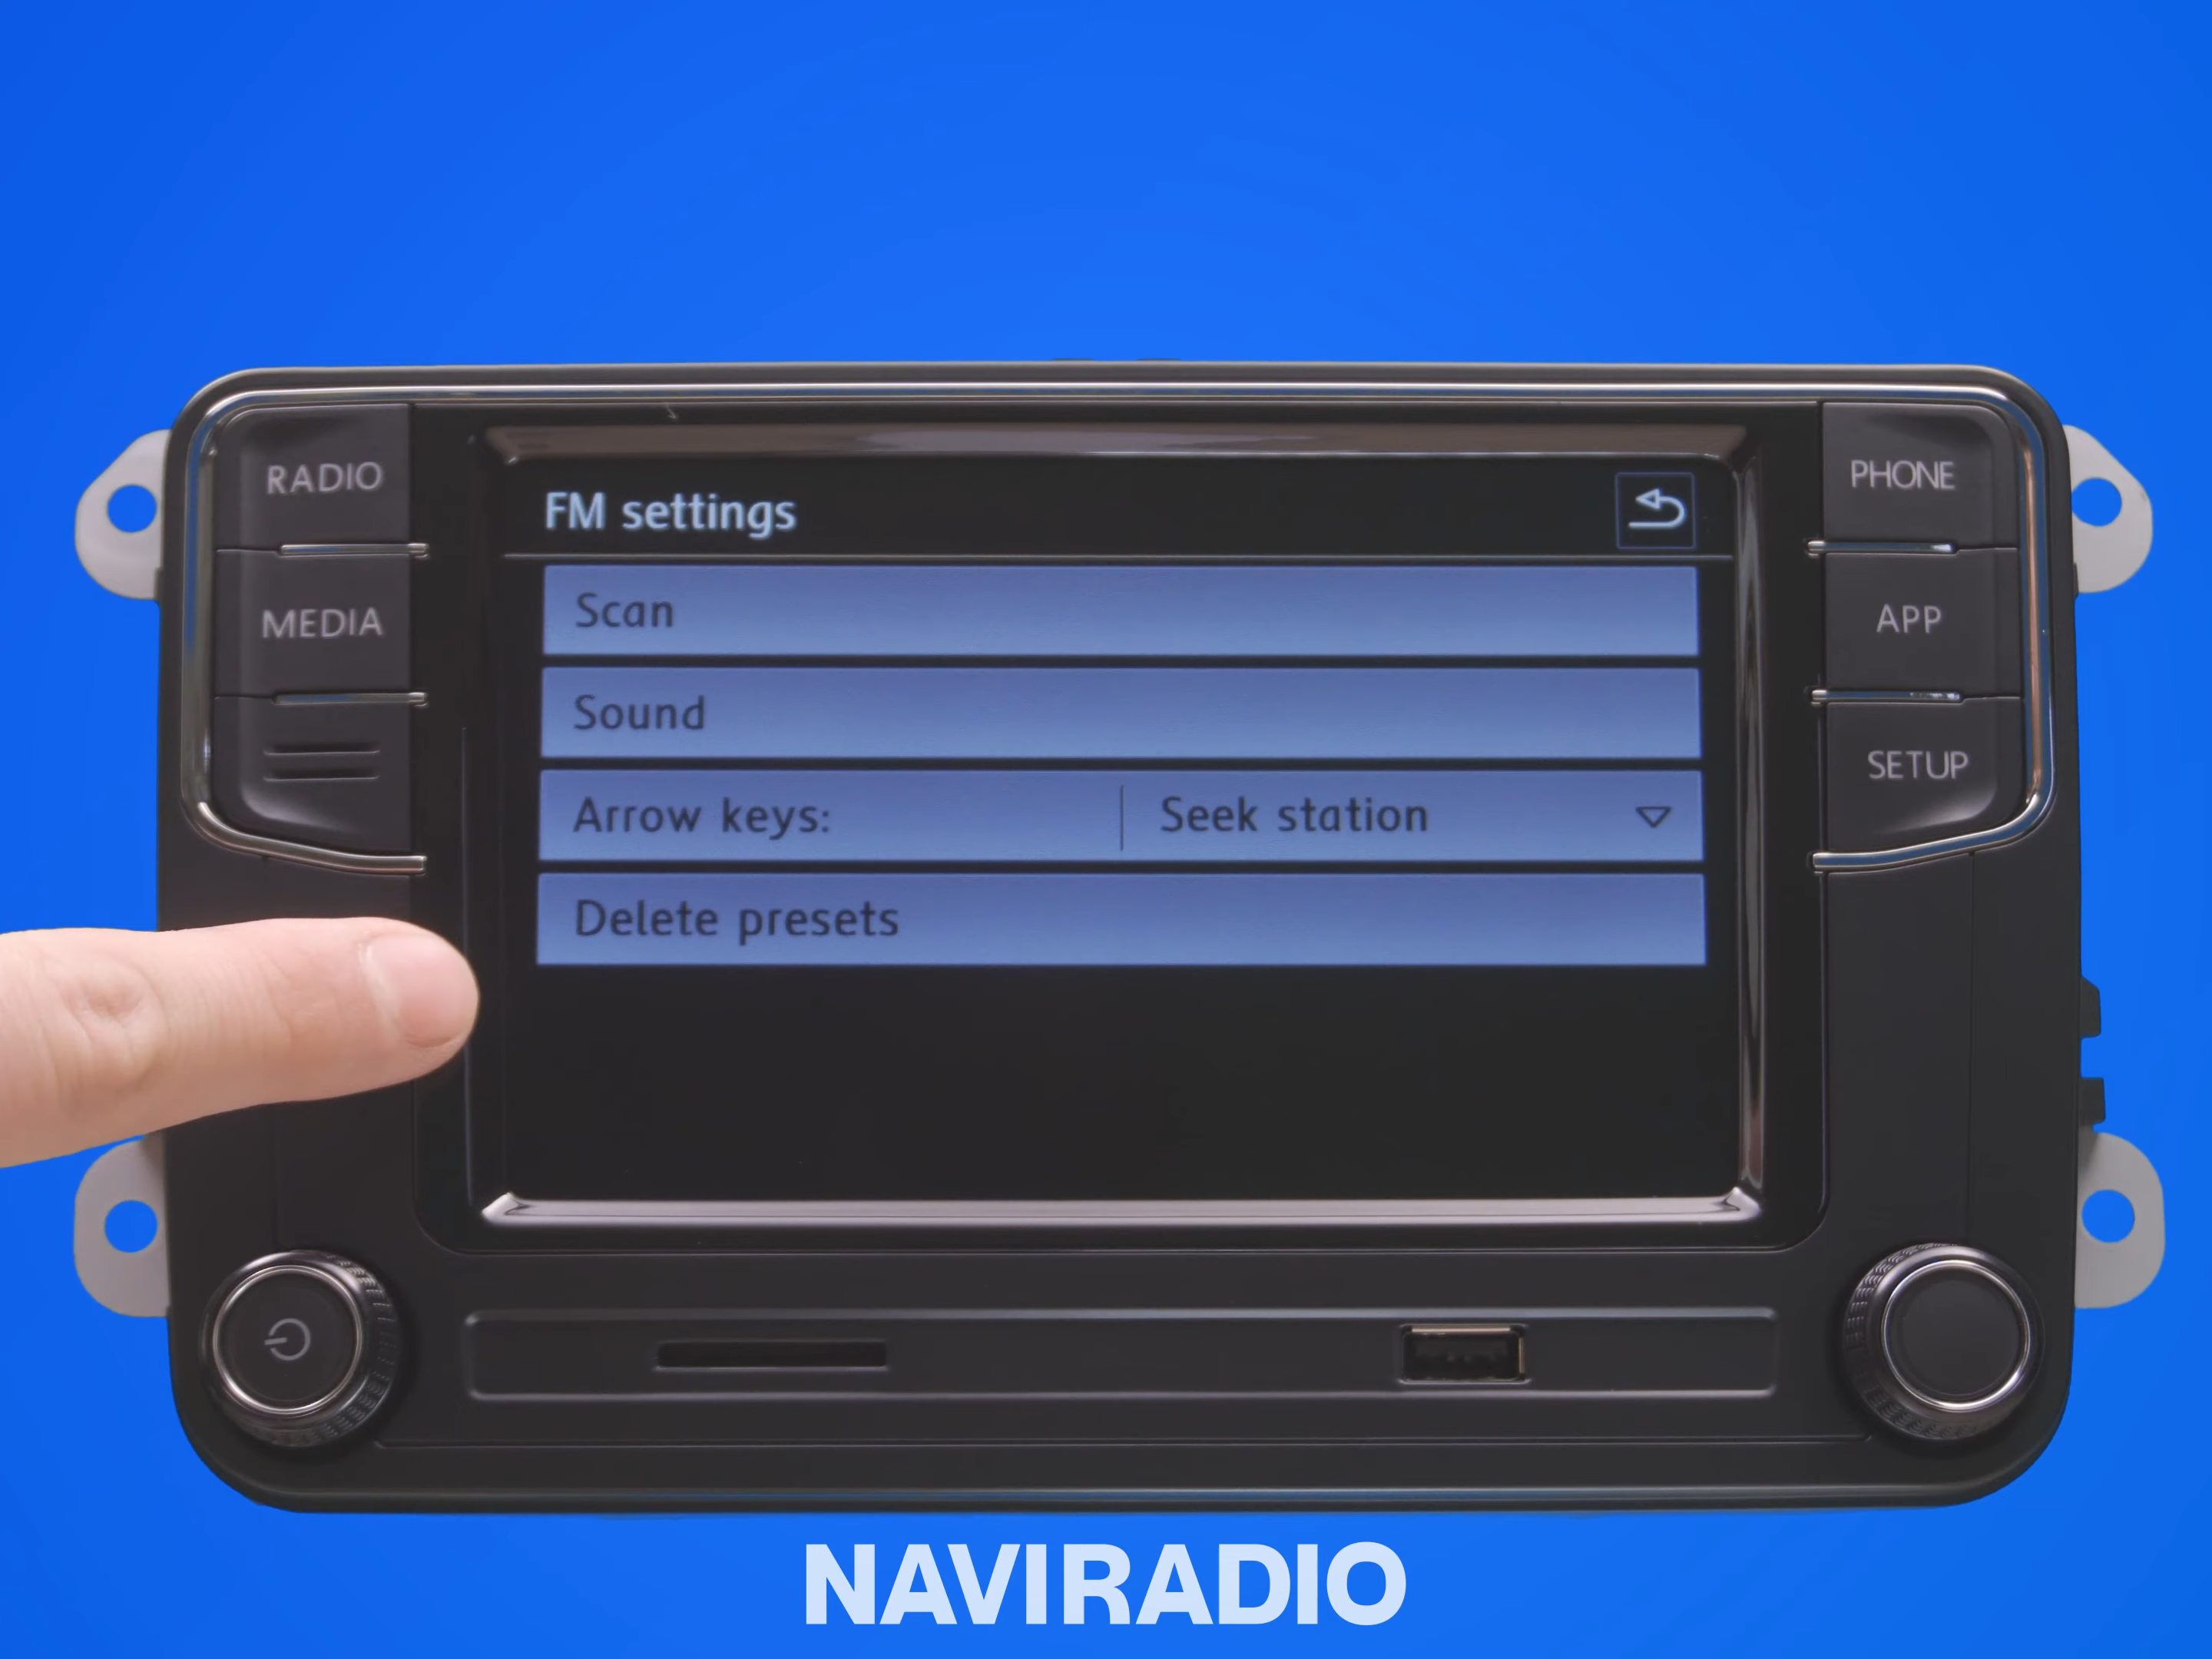 RADIO
MEDIA
FM settings
Scan
Sound
Arrow keys: Seek station
Delete presets
PHONE
APP
SETUP
NAVIRADIO